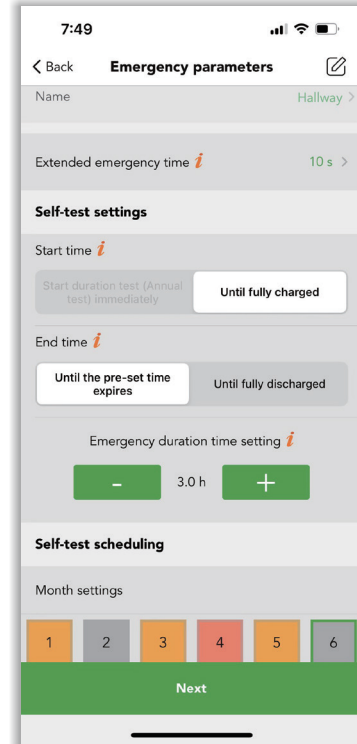 7:49
Back Emergency parameters
Name Hallway
Extended emergency time i 10 s
Self-test settings
Start time i
Start duration test (Annual
test) immediately
Until fully charged
End time i
Until the pre-set time
expires
Until fully discharged
Emergency duration time setting i
- 3.0 h +
Self-test scheduling
Month settings
1 2 3 4 5 6
Next